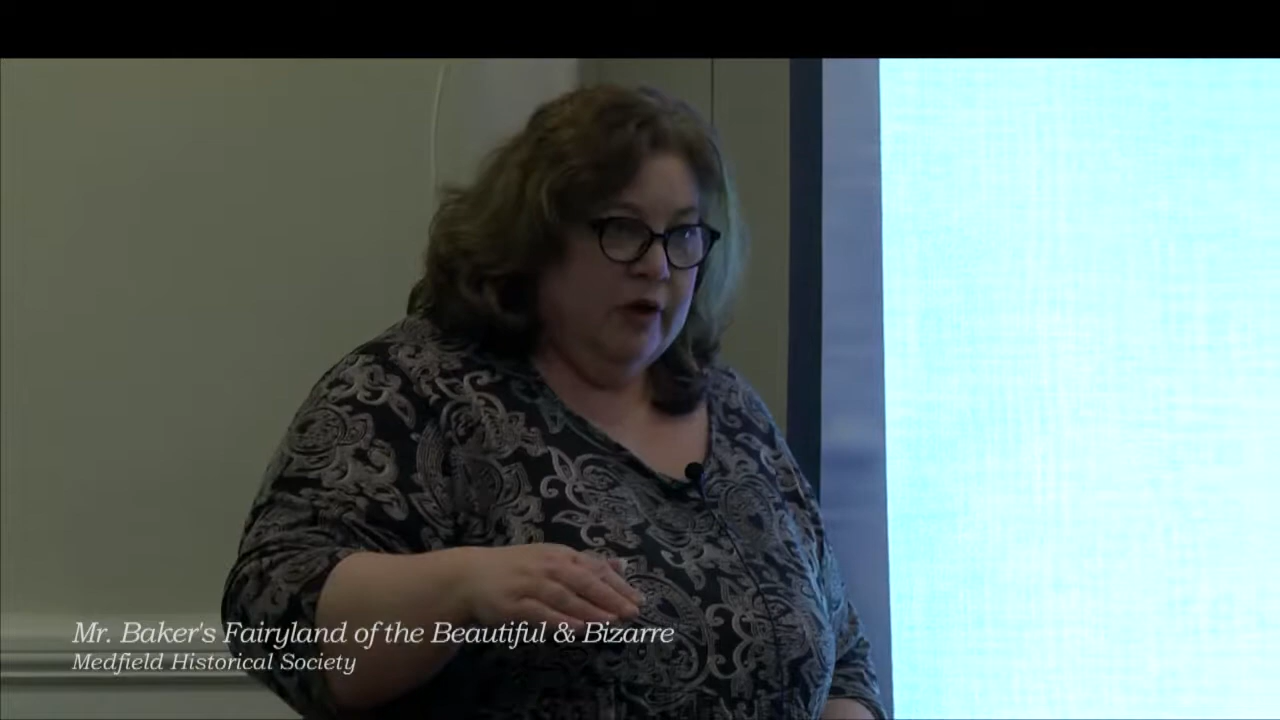 Mr. Baker's Fairyland of the Beautiful & Bizarre
Medfield Historical Society